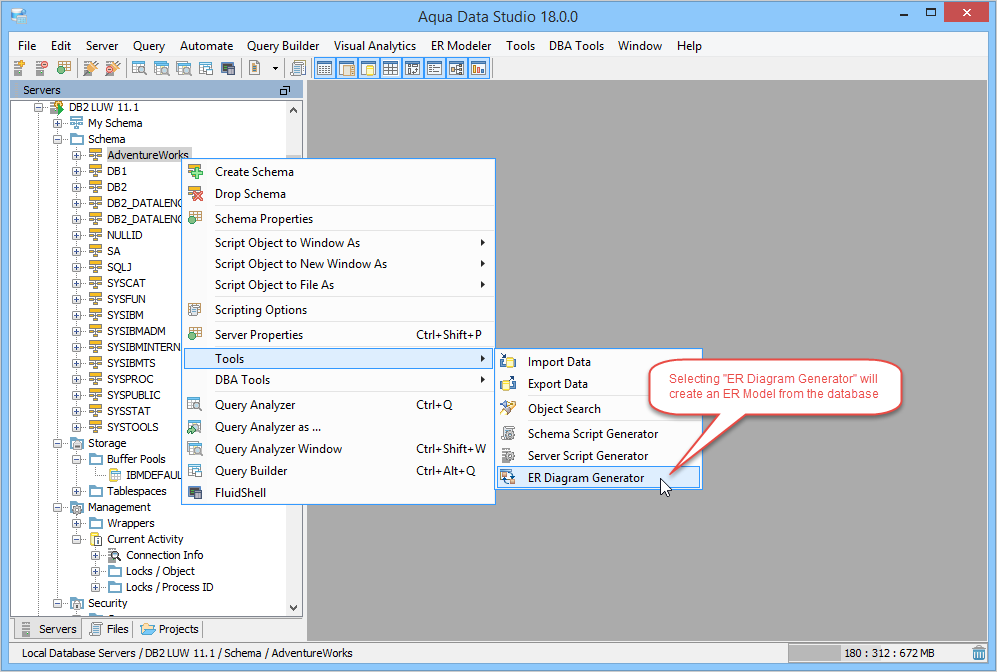 Aqua Data Studio 18.0.0
File Edit Server Query Automate Query Builder Visual Analytics ER Modeler Tools DBA Tools Window Help
Servers
DB2 LUW 11.1
My Schema
Schema
AdventureWorks
DB1
DB2
DB2_DATALENG
DB2_DATALENG
NULLID
SA
SQLJ
SYSCAT
SYSFUN
SYSIBM
SYSIBMADM
SYSIBMINTERN
SYSIBMTS
SYSPROC
SYSPUBLIC
SYSSTAT
SYSTOOLS
Storage
Buffer Pools
IBMDEFAUL
Tablespaces
Management
Wrappers
Current Activity
Connection Info
Locks / Object
Locks / Process ID
Security
Create Schema
Drop Schema
Schema Properties
Script Object to Window As
Script Object to New Window As
Script Object to File As
Scripting Options
Server Properties Ctrl+Shift+P
Tools
DBA Tools
Query Analyzer Ctrl+Q
Query Analyzer as ...
Query Analyzer Window Ctrl+Shift+W
Query Builder Ctrl+Alt+Q
FluidShell
Import Data
Export Data
Object Search
Schema Script Generator
Server Script Generator
ER Diagram Generator
Selecting "ER Diagram Generator" will
create an ER Model from the database
Servers Files Projects
Local Database Servers / DB2 LUW 11.1 / Schema / AdventureWorks
180 : 312 : 672 MB